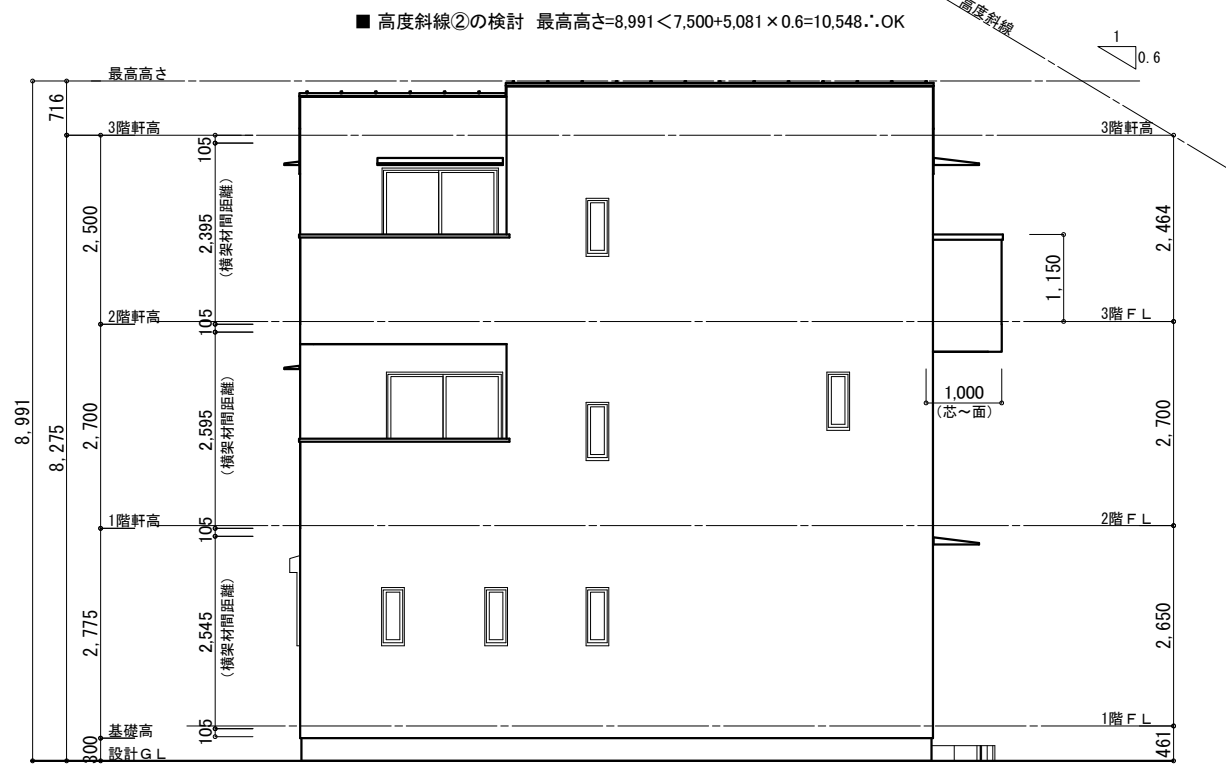 ■ 高度斜線②の検討 最高高さ=8,991＜7,500+5,081×0.6=10,548∴OK
高度斜線
1
0.6
最高高さ
716
3階軒高
3階軒高
105
2,500
2,395
(横架材間距離)
2,464
1,150
2階軒高
105
3階ＦＬ
1,000
(芯～面)
8,991
8,275
2,700
2,595
(横架材間距離)
2,700
1階軒高
105
2階ＦＬ
2,775
2,545
(横架材間距離)
2,650
基礎高
105
1階ＦＬ
300
設計ＧＬ
461